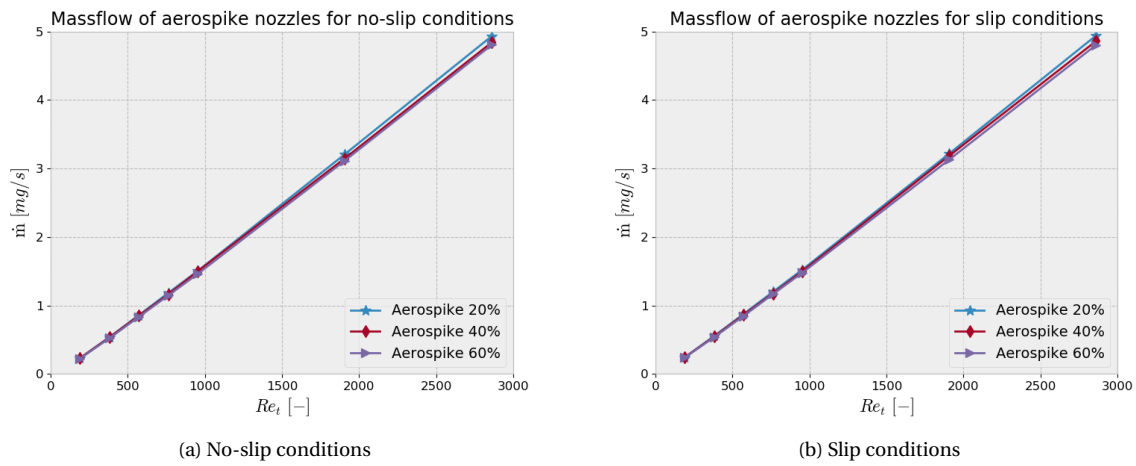 Massflow of aerospike nozzles for no-slip conditions
5
4
3
2
1
0
ṁ [mg/s]
0 500 1000 1500 2000 2500 3000
Re_t [−]
Aerospike 20%
Aerospike 40%
Aerospike 60%
(a) No-slip conditions
Massflow of aerospike nozzles for slip conditions
5
4
3
2
1
0
ṁ [mg/s]
0 500 1000 1500 2000 2500 3000
Re_t [−]
Aerospike 20%
Aerospike 40%
Aerospike 60%
(b) Slip conditions